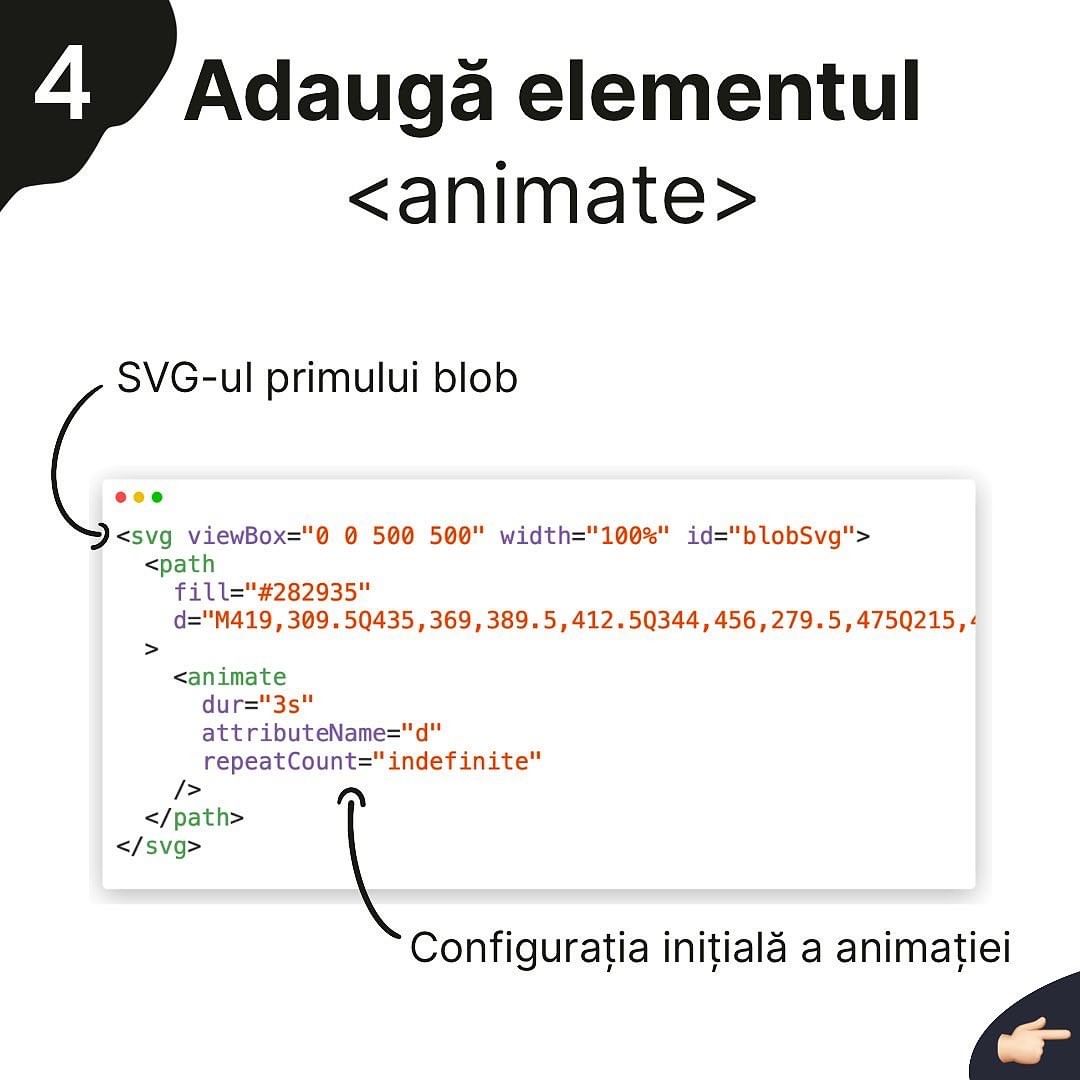 4
Adaugă elementul
<animate>
SVG-ul primului blob
<svg viewBox="0 0 500 500" width="100%" id="blobSvg">
<path
fill="#282935"
d="M419,309.5Q435,369,389.5,412.5Q344,456,279.5,475Q215,
>
<animate
dur="3s"
attributeName="d"
repeatCount="indefinite"
/>
</path>
</svg>
Configurația inițială a animației